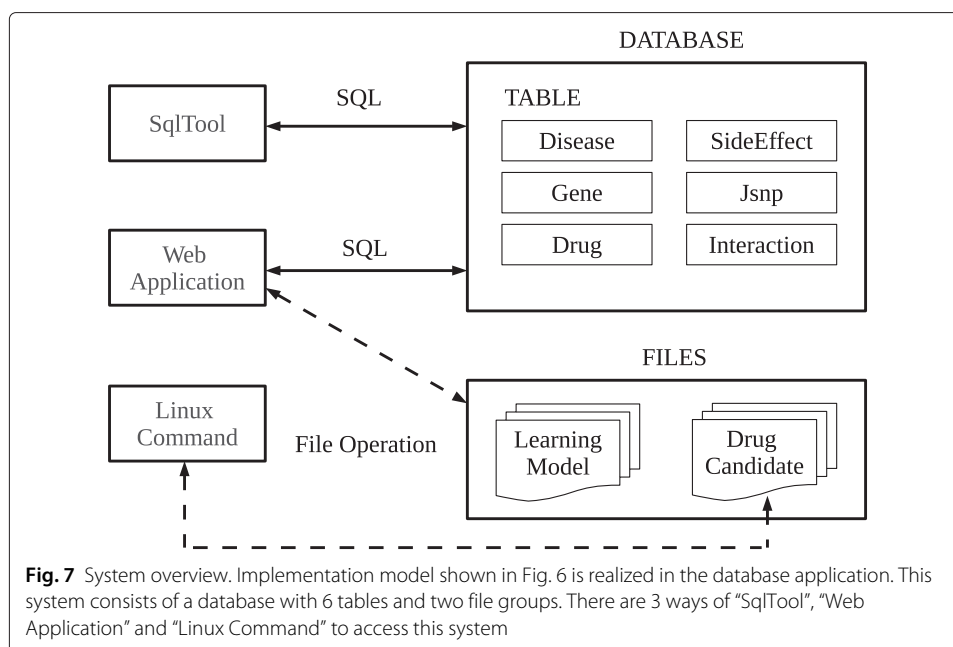 DATABASE
SqlTool
SQL
TABLE
Disease
SideEffect
Gene
Jsnp
Drug
Interaction
Web
Application
SQL
FILES
Linux
Command
File Operation
Learning
Model
Drug
Candidate
Fig. 7 System overview. Implementation model shown in Fig. 6 is realized in the database application. This
system consists of a database with 6 tables and two file groups. There are 3 ways of “SqlTool”, “Web
Application” and “Linux Command” to access this system